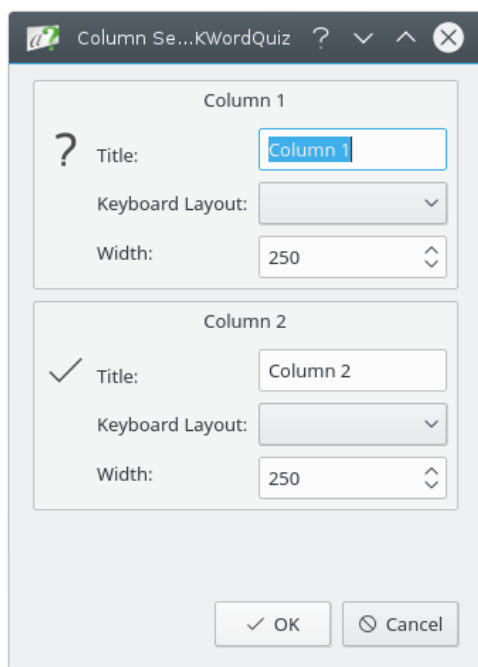 Column Se...KWordQuiz ?
Column 1
?
Title: Column 1
Keyboard Layout:
Width: 250
Column 2
Title: Column 2
Keyboard Layout:
Width: 250
OK Cancel